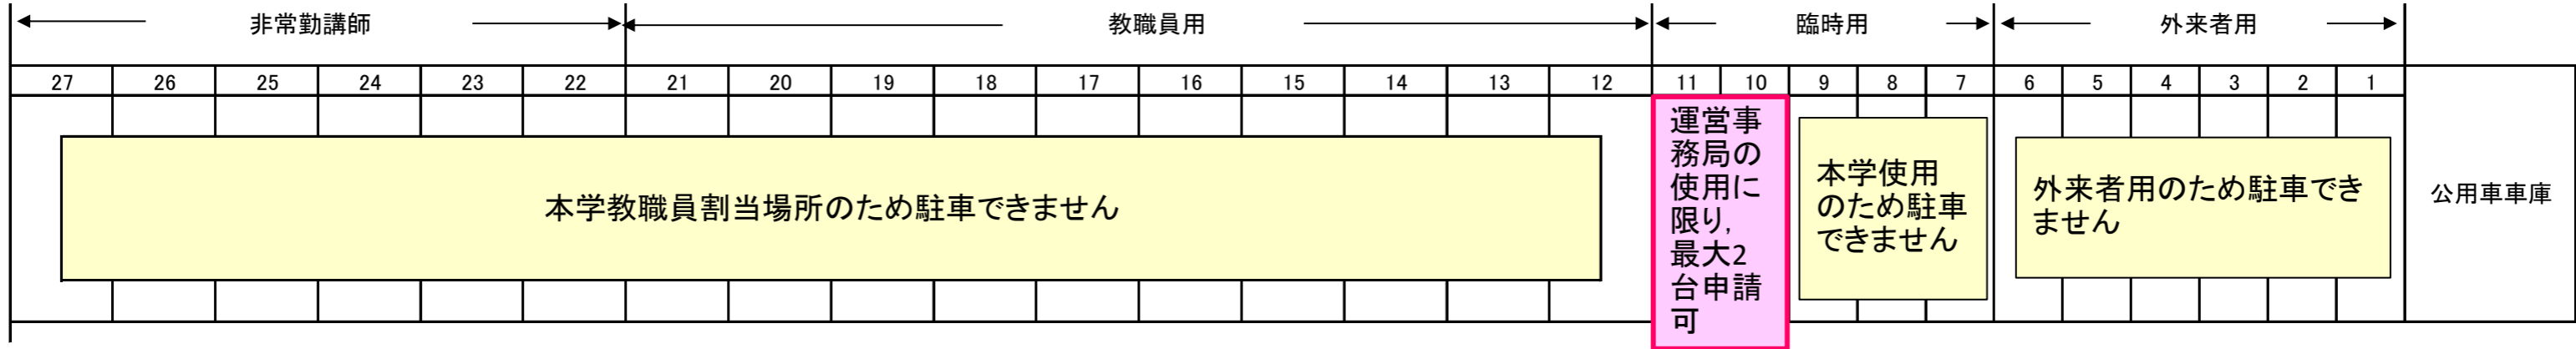 非常勤講師 教職員用 臨時用 外来者用
27 26 25 24 23 22 21 20 19 18 17 16 15 14 13 12 11 10 9 8 7 6 5 4 3 2 1
本学教職員割当場所のため駐車できません
運営事
務局の
使用に
限り,
最大2
台申請
可
本学使用
のため駐車
できません
外来者用のため駐車でき
ません
公用車車庫